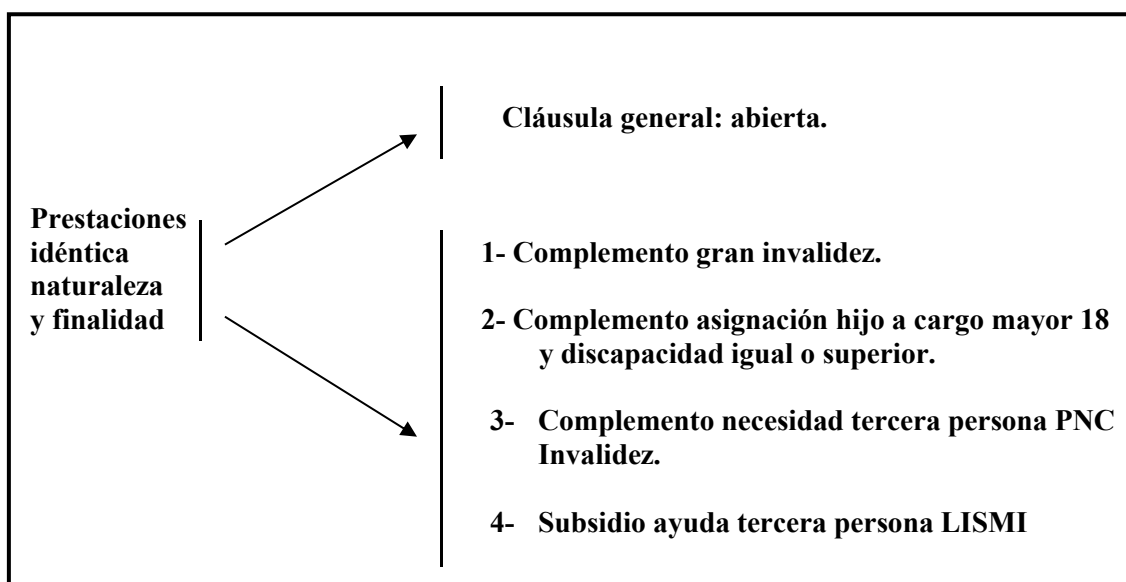 Cláusula general: abierta.
Prestaciones
idéntica
naturaleza
y finalidad
1- Complemento gran invalidez.
2- Complemento asignación hijo a cargo mayor 18
y discapacidad igual o superior.
3- Complemento necesidad tercera persona PNC
Invalidez.
4- Subsidio ayuda tercera persona LISMI